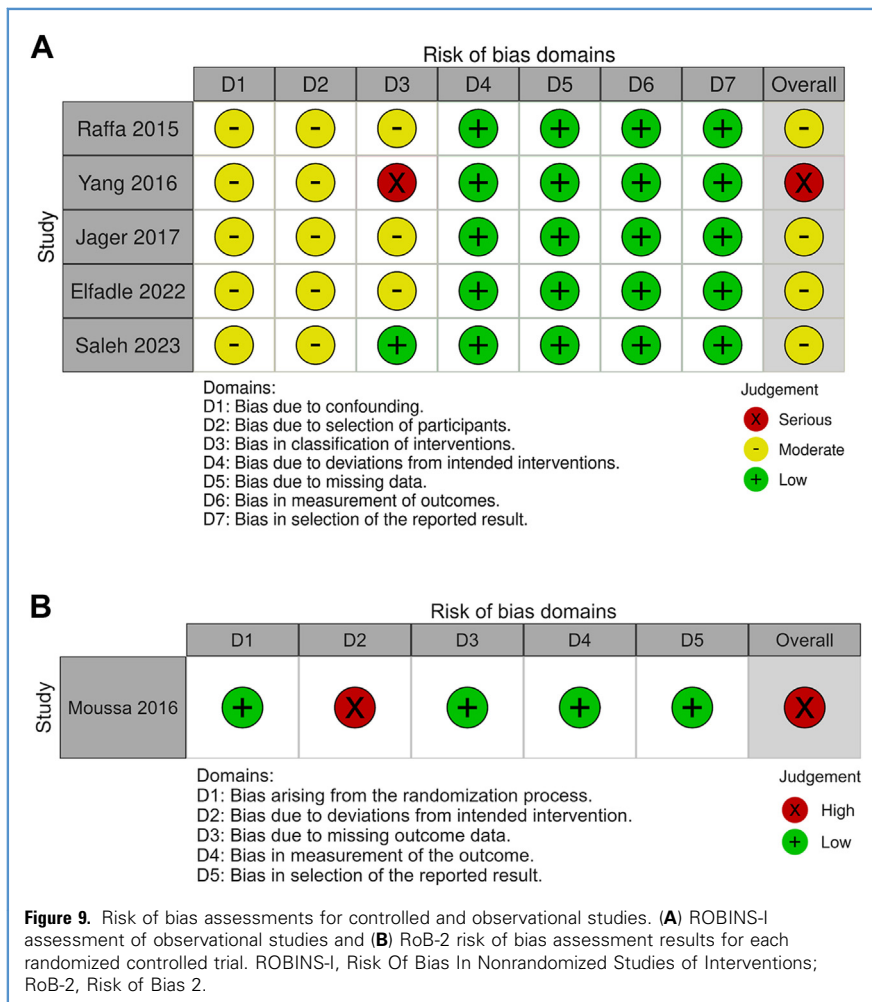 A
Risk of bias domains
D1 D2 D3 D4 D5 D6 D7 Overall
Study
Raffa 2015 - - - + + + + -
Yang 2016 - - X + + + + X
Jager 2017 - - - + + + + -
Elfadle 2022 - - - + + + + -
Saleh 2023 - - + + + + + -
Domains:
D1: Bias due to confounding.
D2: Bias due to selection of participants.
D3: Bias in classification of interventions.
D4: Bias due to deviations from intended interventions.
D5: Bias due to missing data.
D6: Bias in measurement of outcomes.
D7: Bias in selection of the reported result.
Judgement
X Serious
- Moderate
+ Low
B
Risk of bias domains
D1 D2 D3 D4 D5 Overall
Study
Moussa 2016 + X + + + X
Domains:
D1: Bias arising from the randomization process.
D2: Bias due to deviations from intended intervention.
D3: Bias due to missing outcome data.
D4: Bias in measurement of the outcome.
D5: Bias in selection of the reported result.
Judgement
X High
+ Low
Figure 9. Risk of bias assessments for controlled and observational studies. (A) ROBINS-I
assessment of observational studies and (B) RoB-2 risk of bias assessment results for each
randomized controlled trial. ROBINS-I, Risk Of Bias In Nonrandomized Studies of Interventions;
RoB-2, Risk of Bias 2.